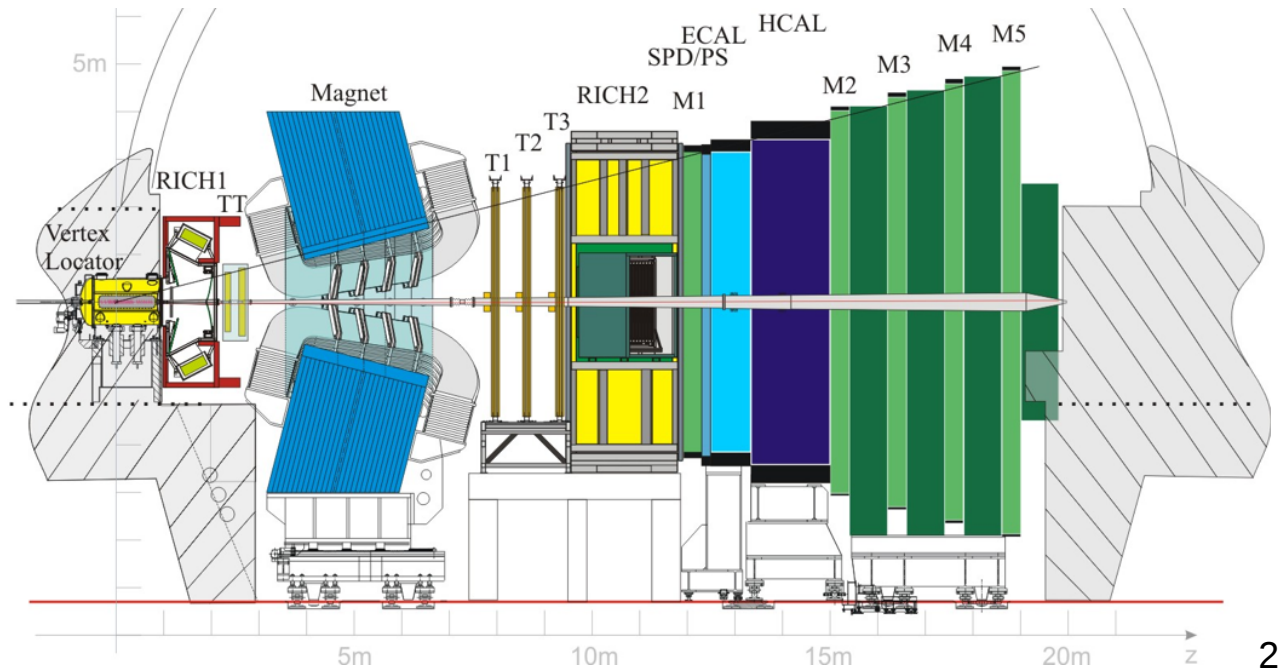 HCAL
ECAL
M5
M4
SPD/PS
M3
5m
M2
Magnet
RICH2
M1
T3
T2
T1
RICH1
TT
Vertex
Locator
5m
10m
15m
20m
z
2